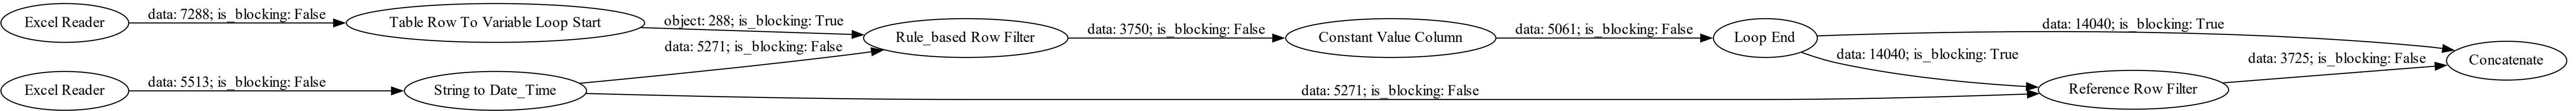 Excel Reader
data: 7288; is_blocking: False
Table Row To Variable Loop Start
object: 288; is_blocking: True
Rule_based Row Filter
data: 3750; is_blocking: False
Constant Value Column
data: 5061; is_blocking: False
Loop End
data: 14040; is_blocking: True
data: 14040; is_blocking: True
Concatenate
data: 5271; is_blocking: False
Excel Reader
data: 5513; is_blocking: False
String to Date_Time
data: 5271; is_blocking: False
Reference Row Filter
data: 3725; is_blocking: False